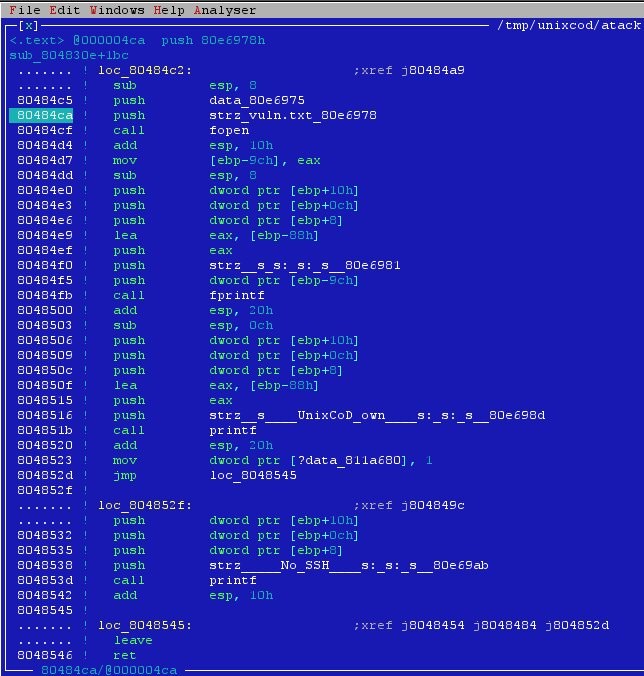 File Edit Windows Help Analyser
[x] /tmp/unixcod/atack
<.text> @000004ca push 80e6978h
sub_804830e+1bc
....... ! loc_80484c2: ;xref j80484a9
....... ! sub esp, 8
80484c5 ! push data_80e6975
80484ca ! push strz_vuln.txt_80e6978
80484cf ! call fopen
80484d4 ! add esp, 10h
80484d7 ! mov [ebp-9ch], eax
80484dd ! sub esp, 8
80484e0 ! push dword ptr [ebp+10h]
80484e3 ! push dword ptr [ebp+0ch]
80484e6 ! push dword ptr [ebp+8]
80484e9 ! lea eax, [ebp-88h]
80484ef ! push eax
80484f0 ! push strz__s_s:_s:_s__80e6981
80484f5 ! push dword ptr [ebp-9ch]
80484fb ! call fprintf
8048500 ! add esp, 20h
8048503 ! sub esp, 0ch
8048506 ! push dword ptr [ebp+10h]
8048509 ! push dword ptr [ebp+0ch]
804850c ! push dword ptr [ebp+8]
804850f ! lea eax, [ebp-88h]
8048515 ! push eax
8048516 ! push strz__s____UnixCoD_own____s:_s:_s__80e698d
804851b ! call printf
8048520 ! add esp, 20h
8048523 ! mov dword ptr [?data_811a680], 1
804852d ! jmp loc_8048545
804852f !
....... ! loc_804852f: ;xref j804849c
....... ! push dword ptr [ebp+10h]
8048532 ! push dword ptr [ebp+0ch]
8048535 ! push dword ptr [ebp+8]
8048538 ! push strz_____No_SSH____s:_s:_s__80e69ab
804853d ! call printf
8048542 ! add esp, 10h
8048545 !
....... ! loc_8048545: ;xref j8048454 j8048484 j804852d
....... ! leave
8048546 ! ret
80484ca/@000004ca